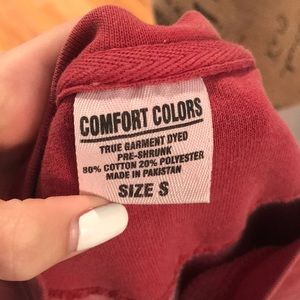 COMFORT COLORS
TRUE GARMENT DYED
PRE-SHRUNK
80% COTTON 20% POLYESTER
MADE IN PAKISTAN
SIZE S